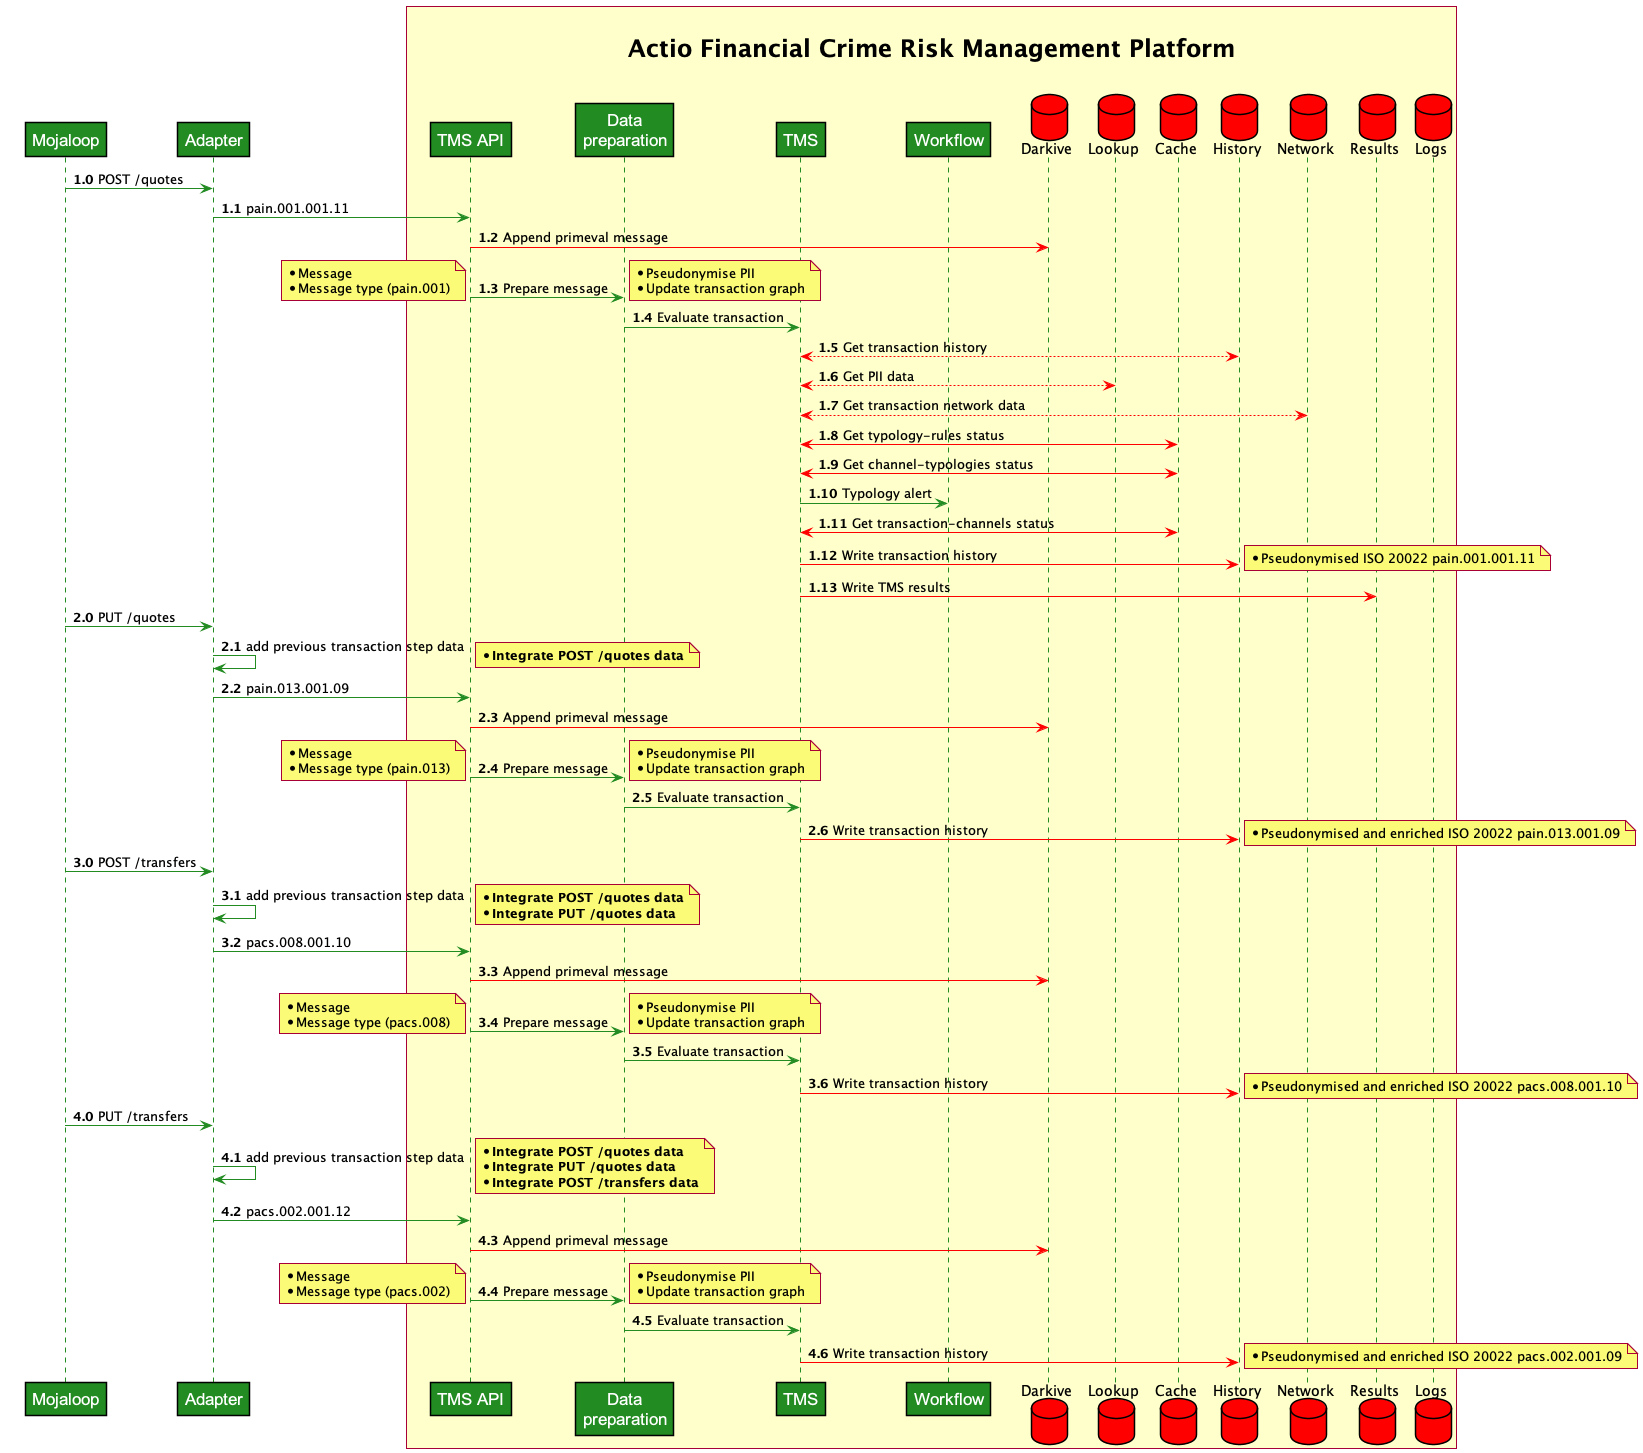 Actio Financial Crime Risk Management Platform
Mojaloop
Adapter
TMS API
Data
preparation
TMS
Workflow
Darkive
Lookup
Cache
History
Network
Results
Logs
1.0 POST /quotes
1.1 pain.001.001.11
1.2 Append primeval message
• Message
• Message type (pain.001)
1.3 Prepare message
• Pseudonymise PII
• Update transaction graph
1.4 Evaluate transaction
1.5 Get transaction history
1.6 Get PII data
1.7 Get transaction network data
1.8 Get typology-rules status
1.9 Get channel-typologies status
1.10 Typology alert
1.11 Get transaction-channels status
1.12 Write transaction history
• Pseudonymised ISO 20022 pain.001.001.11
1.13 Write TMS results
2.0 PUT /quotes
2.1 add previous transaction step data
• Integrate POST /quotes data
2.2 pain.013.001.09
2.3 Append primeval message
• Message
• Message type (pain.013)
2.4 Prepare message
• Pseudonymise PII
• Update transaction graph
2.5 Evaluate transaction
2.6 Write transaction history
• Pseudonymised and enriched ISO 20022 pain.013.001.09
3.0 POST /transfers
3.1 add previous transaction step data
• Integrate POST /quotes data
• Integrate PUT /quotes data
3.2 pacs.008.001.10
3.3 Append primeval message
• Message
• Message type (pacs.008)
3.4 Prepare message
• Pseudonymise PII
• Update transaction graph
3.5 Evaluate transaction
3.6 Write transaction history
• Pseudonymised and enriched ISO 20022 pacs.008.001.10
4.0 PUT /transfers
4.1 add previous transaction step data
• Integrate POST /quotes data
• Integrate PUT /quotes data
• Integrate POST /transfers data
4.2 pacs.002.001.12
4.3 Append primeval message
• Message
• Message type (pacs.002)
4.4 Prepare message
• Pseudonymise PII
• Update transaction graph
4.5 Evaluate transaction
4.6 Write transaction history
• Pseudonymised and enriched ISO 20022 pacs.002.001.09
Mojaloop
Adapter
TMS API
Data
preparation
TMS
Workflow
Darkive
Lookup
Cache
History
Network
Results
Logs